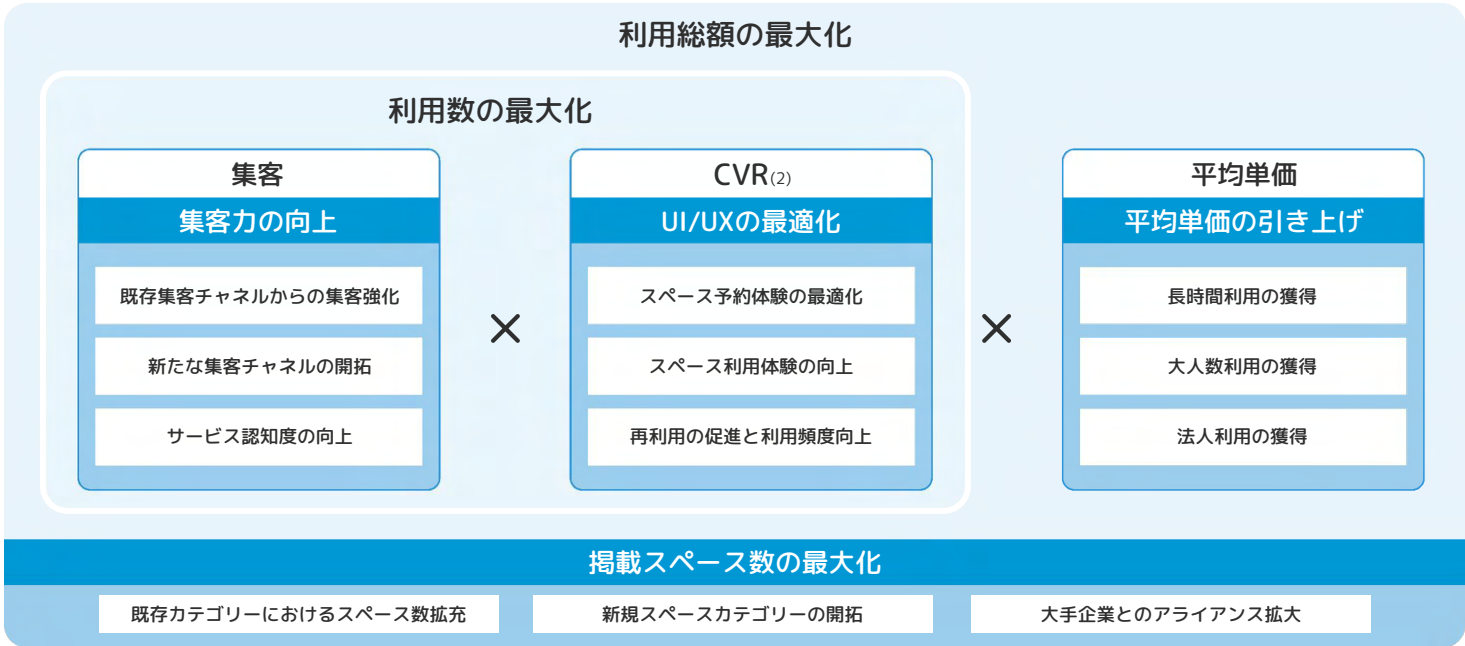 利用総額の最大化
利用数の最大化
集客
集客力の向上
既存集客チャネルからの集客強化
新たな集客チャネルの開拓
サービス認知度の向上
×
CVR(2)
UI/UXの最適化
スペース予約体験の最適化
スペース利用体験の向上
再利用の促進と利用頻度向上
×
平均単価
平均単価の引き上げ
長時間利用の獲得
大人数利用の獲得
法人利用の獲得
掲載スペース数の最大化
既存カテゴリーにおけるスペース数拡充
新規スペースカテゴリーの開拓
大手企業とのアライアンス拡大